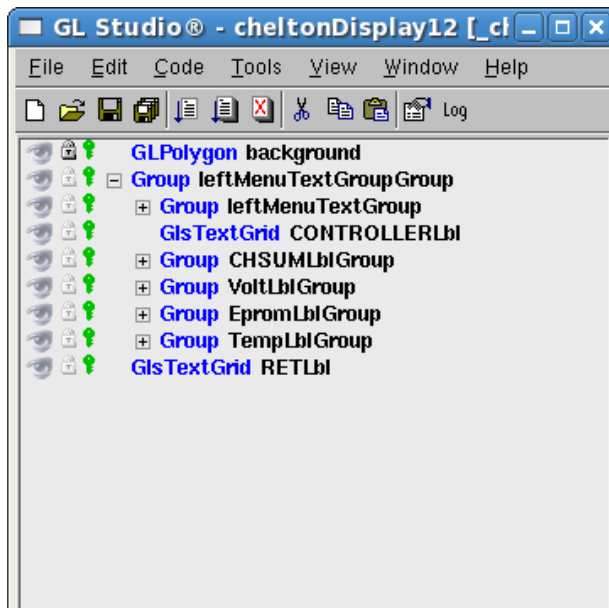 GL Studio® - cheltonDisplay12 [_cl
File Edit Code Tools View Window Help
Log
GLPolygon background
Group leftMenuTextGroupGroup
Group leftMenuTextGroup
GlsTextGrid CONTROLLERLbl
Group CHSUMLblGroup
Group VoltLblGroup
Group EpromLblGroup
Group TempLblGroup
GlsTextGrid RETLbl